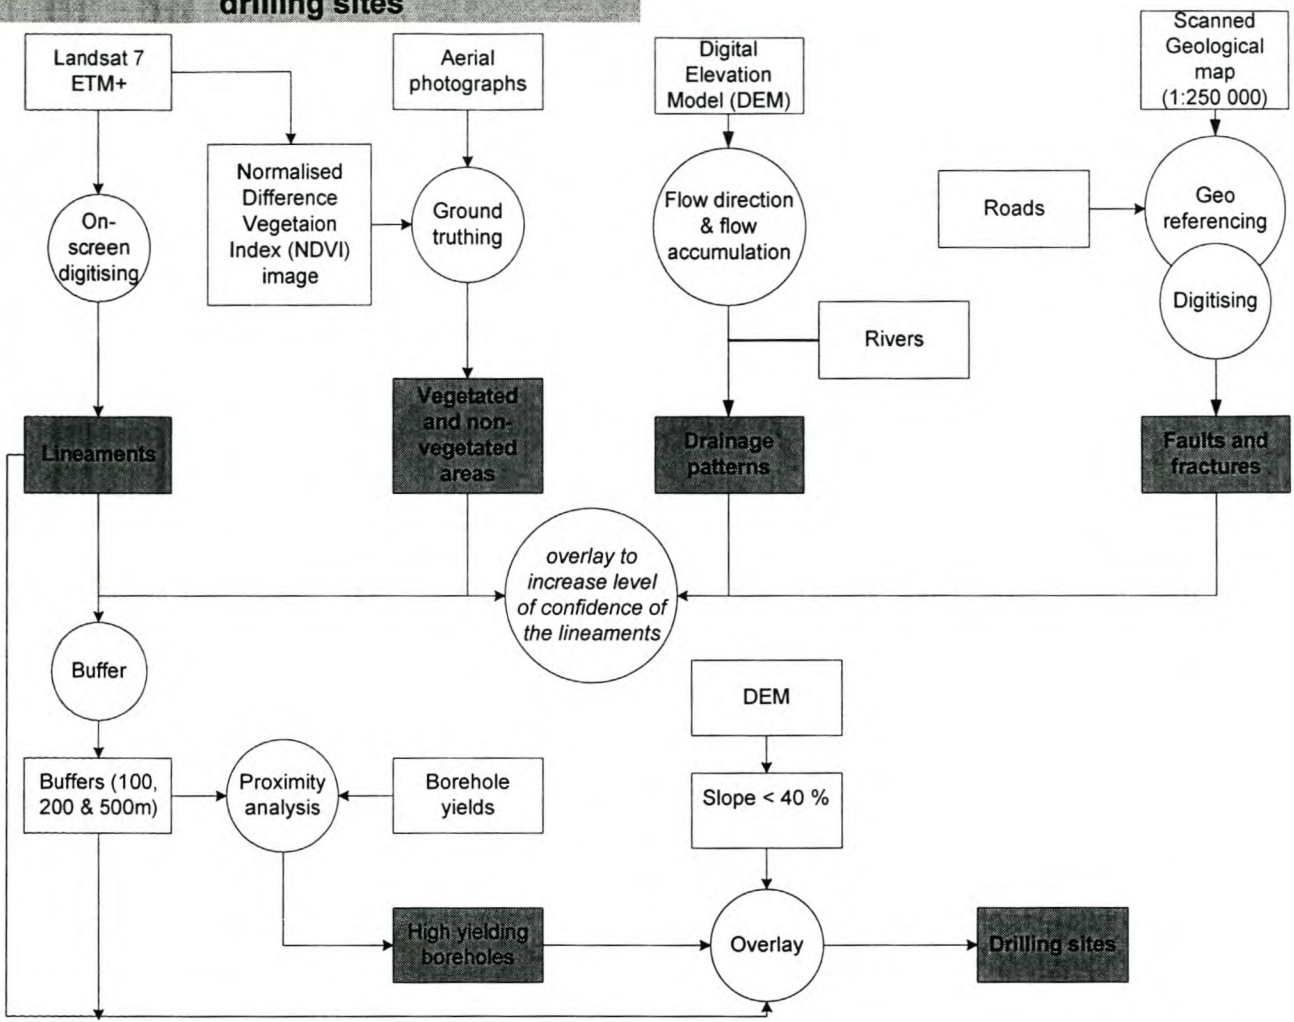 drilling sites
Landsat 7
ETM+
Aerial
photographs
Digital
Elevation
Model (DEM)
Scanned
Geological
map
(1:250 000)
Normalised
Difference
Vegetaion
Index (NDVI)
image
On-
screen
digitising
Ground
truthing
Flow direction
& flow
accumulation
Roads
Geo
referencing
Digitising
Rivers
Lineaments
Vegetated
and non-
vegetated
areas
Drainage
patterns
Faults and
fractures
overlay to
increase level
of confidence of
the lineaments
Buffer
DEM
Buffers (100,
200 & 500m)
Proximity
analysis
Borehole
yields
Slope < 40 %
High yielding
boreholes
Overlay
Drilling sites